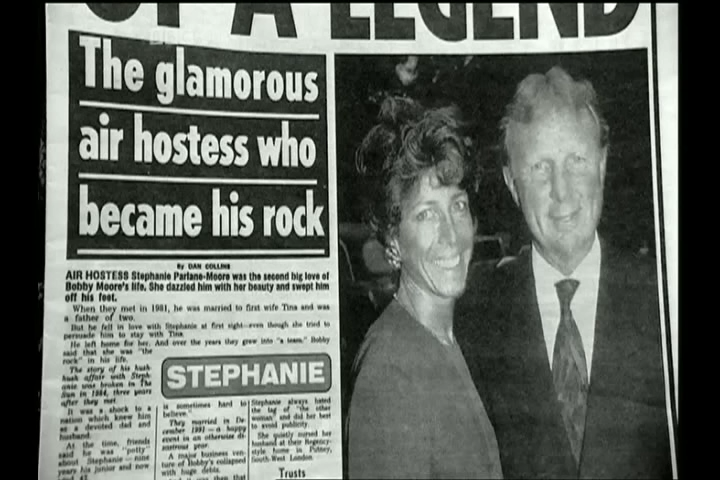 OF A LEGEND
The glamorous
air hostess who
became his rock
By DAN COLLINS
AIR HOSTESS Stephanie Parlane-Moore was the second big love of
Bobby Moore's life. She dazzled him with her beauty and swept him
off his feet.
When they met in 1981, he was married to first wife Tina and was
a father of two.
But he fell in love with Stephanie at first sight—even though she tried to
persuade him to stay with Tina.
He left home for her. And over the years they grew into "a team." Bobby
said that she was "the
rock" in his life.
The story of his hush
hush affair with Steph-
anie was broken in The
Sun in 1984, three years
after they met.
It was a shock to a
nation which knew him
as a devoted dad and
husband.
At the time, friends
said he was "potty"
about Stephanie—nine
years his junior and now
STEPHANIE
is sometimes hard to
believe."
They married in De-
cember 1991 — a happy
event in an otherwise di-
sastrous year.
A major business ven-
ture of Bobby's collapsed
with huge debts.
Stephanie always hated
the tag of "the other
woman" and did her best
to avoid publicity.
She quietly nursed her
husband at their Regency-
style home in Putney,
South-West London.
Trusts